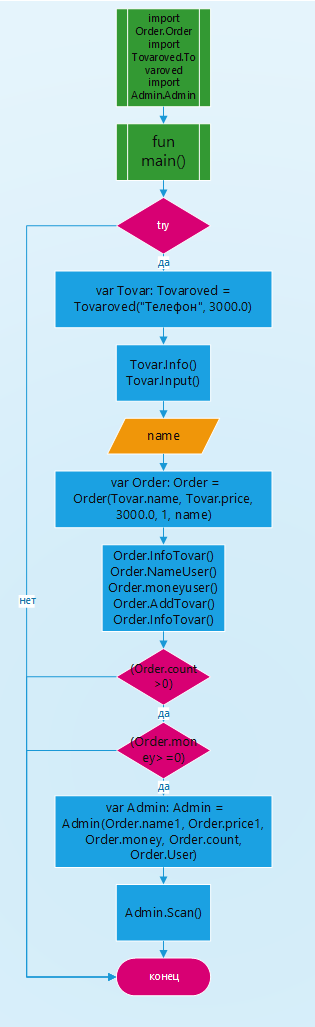 import
Order.Order
import
Tovaroved.To
varoved
import
Admin.Admin
fun
main()
try
да
var Tovar: Tovaroved =
Tovaroved("Телефон", 3000.0)
Tovar.Info()
Tovar.Input()
name
var Order: Order =
Order(Tovar.name, Tovar.price,
3000.0, 1, name)
Order.InfoTovar()
Order.NameUser()
Order.moneyuser()
Order.AddTovar()
Order.InfoTovar()
нет
(Order.count
>0)
да
(Order.mon
ey> =0)
да
var Admin: Admin =
Admin(Order.name1, Order.price1,
Order.money, Order.count,
Order.User)
Admin.Scan()
конец